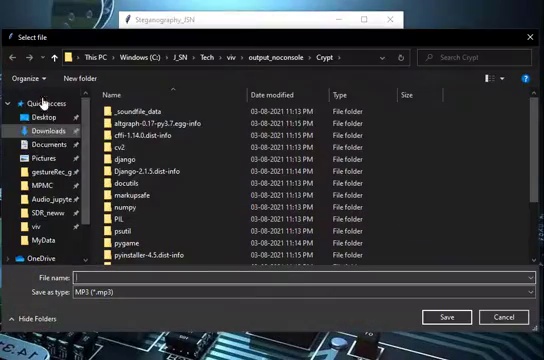 Steganography_JSN
Select file
This PC > Windows (C:) > J_SN > Tech > viv > output_noconsole > Crypt >
Search Crypt
Organize New folder
Name Date modified Type Size
Quick access
Desktop
Downloads
Documents
Pictures
gestureRec_g
MPMC
Audio_jupyte
SDR_neww
viv
MyData
OneDrive
_soundfile_data 03-08-2021 11:13 PM File folder
altgraph-0.17-py3.7.egg-info 03-08-2021 11:15 PM File folder
cffi-1.14.0.dist-info 03-08-2021 11:15 PM File folder
cv2 03-08-2021 11:13 PM File folder
django 03-08-2021 11:13 PM File folder
Django-2.1.5.dist-info 03-08-2021 11:14 PM File folder
docutils 03-08-2021 11:13 PM File folder
markupsafe 03-08-2021 11:13 PM File folder
numpy 03-08-2021 11:13 PM File folder
PIL 03-08-2021 11:13 PM File folder
psutil 03-08-2021 11:13 PM File folder
pygame 03-08-2021 11:14 PM File folder
pyinstaller-4.5.dist-info 03-08-2021 11:15 PM File folder
File name:
Save as type: MP3 (*.mp3)
Hide Folders Save Cancel